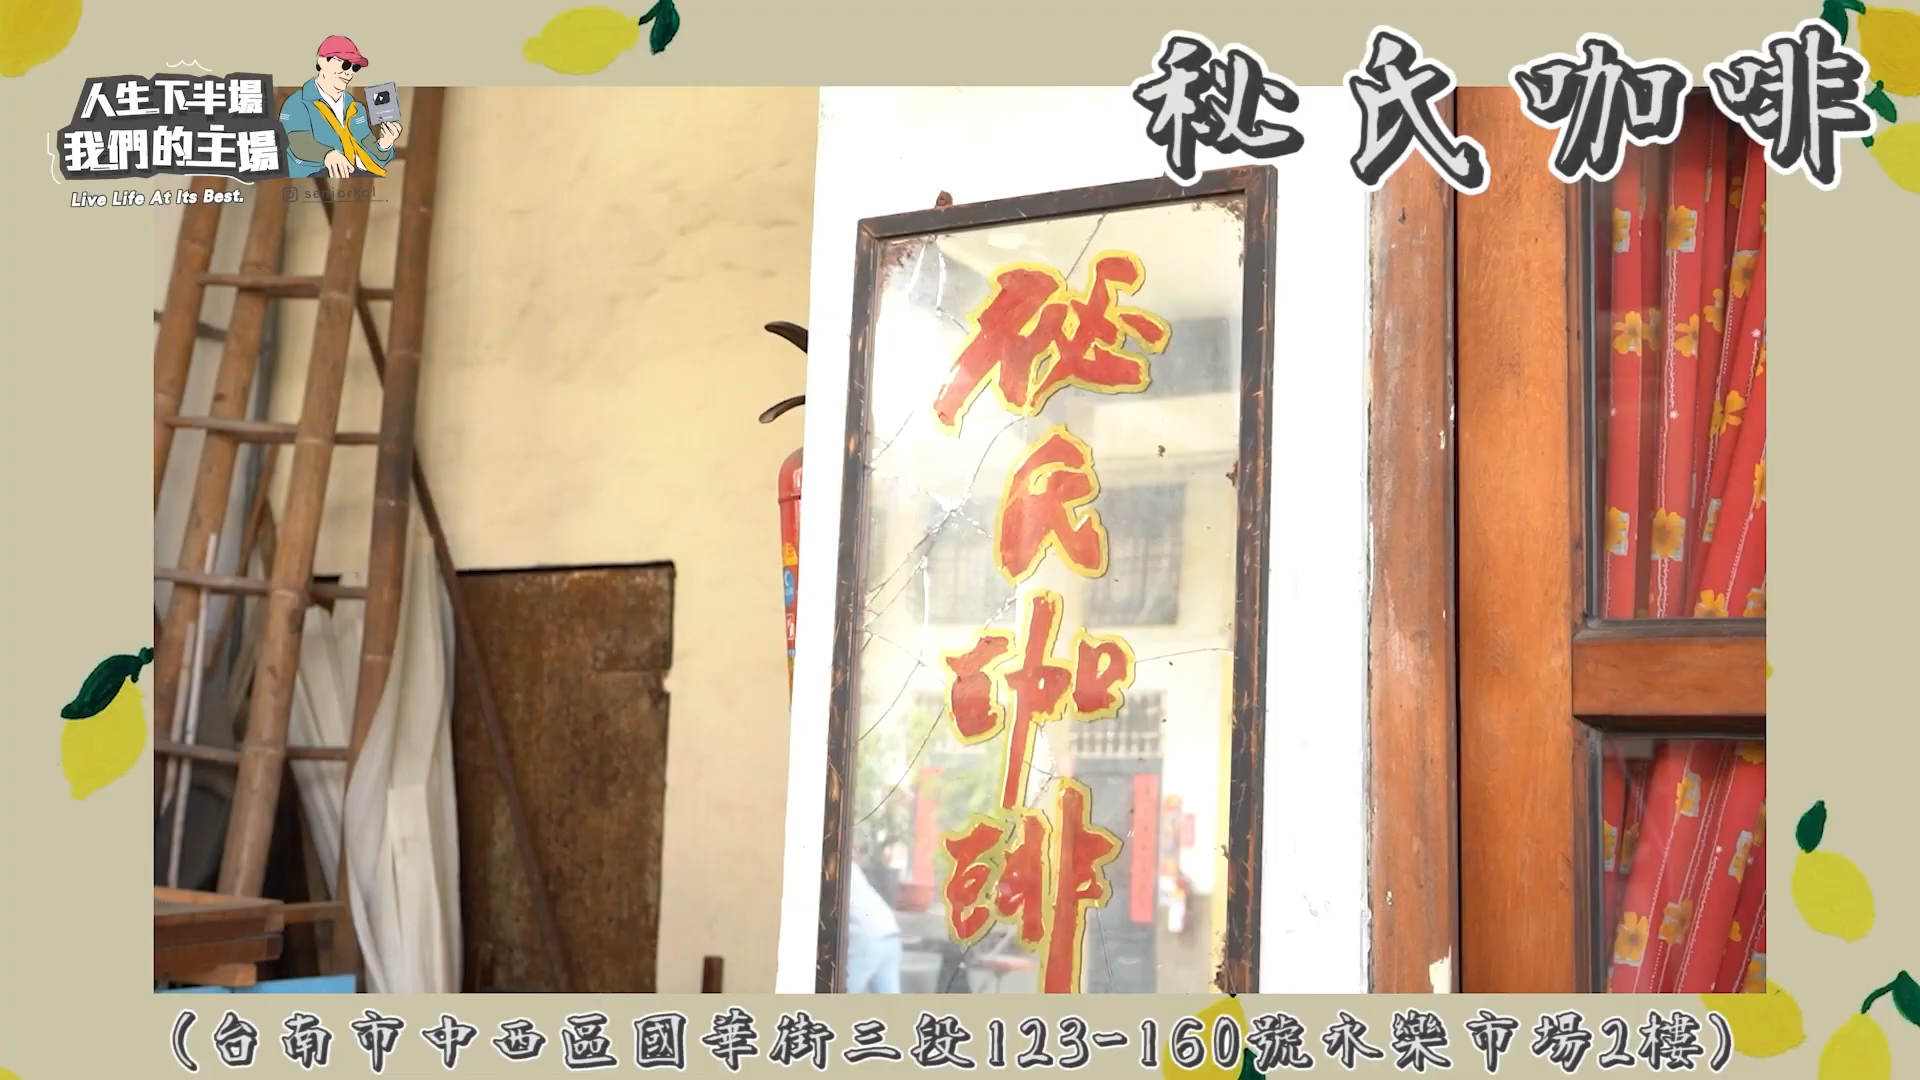 人生下半場
我們的主場
Live Life At Its Best.
seniorkol
秘氏咖啡
秘氏咖啡
(台南市中西區國華街三段123-160號永樂市場2樓)